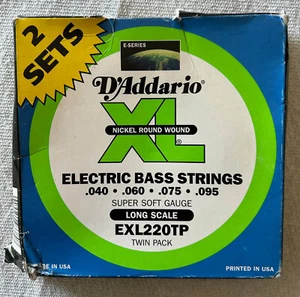 2 SETS
E-SERIES
D'Addario
XL
NICKEL ROUND WOUND
ELECTRIC BASS STRINGS
.040 • .060 • .075 • .095
SUPER SOFT GAUGE
LONG SCALE
EXL220TP
TWIN PACK
IN USA
PRINTED IN USA